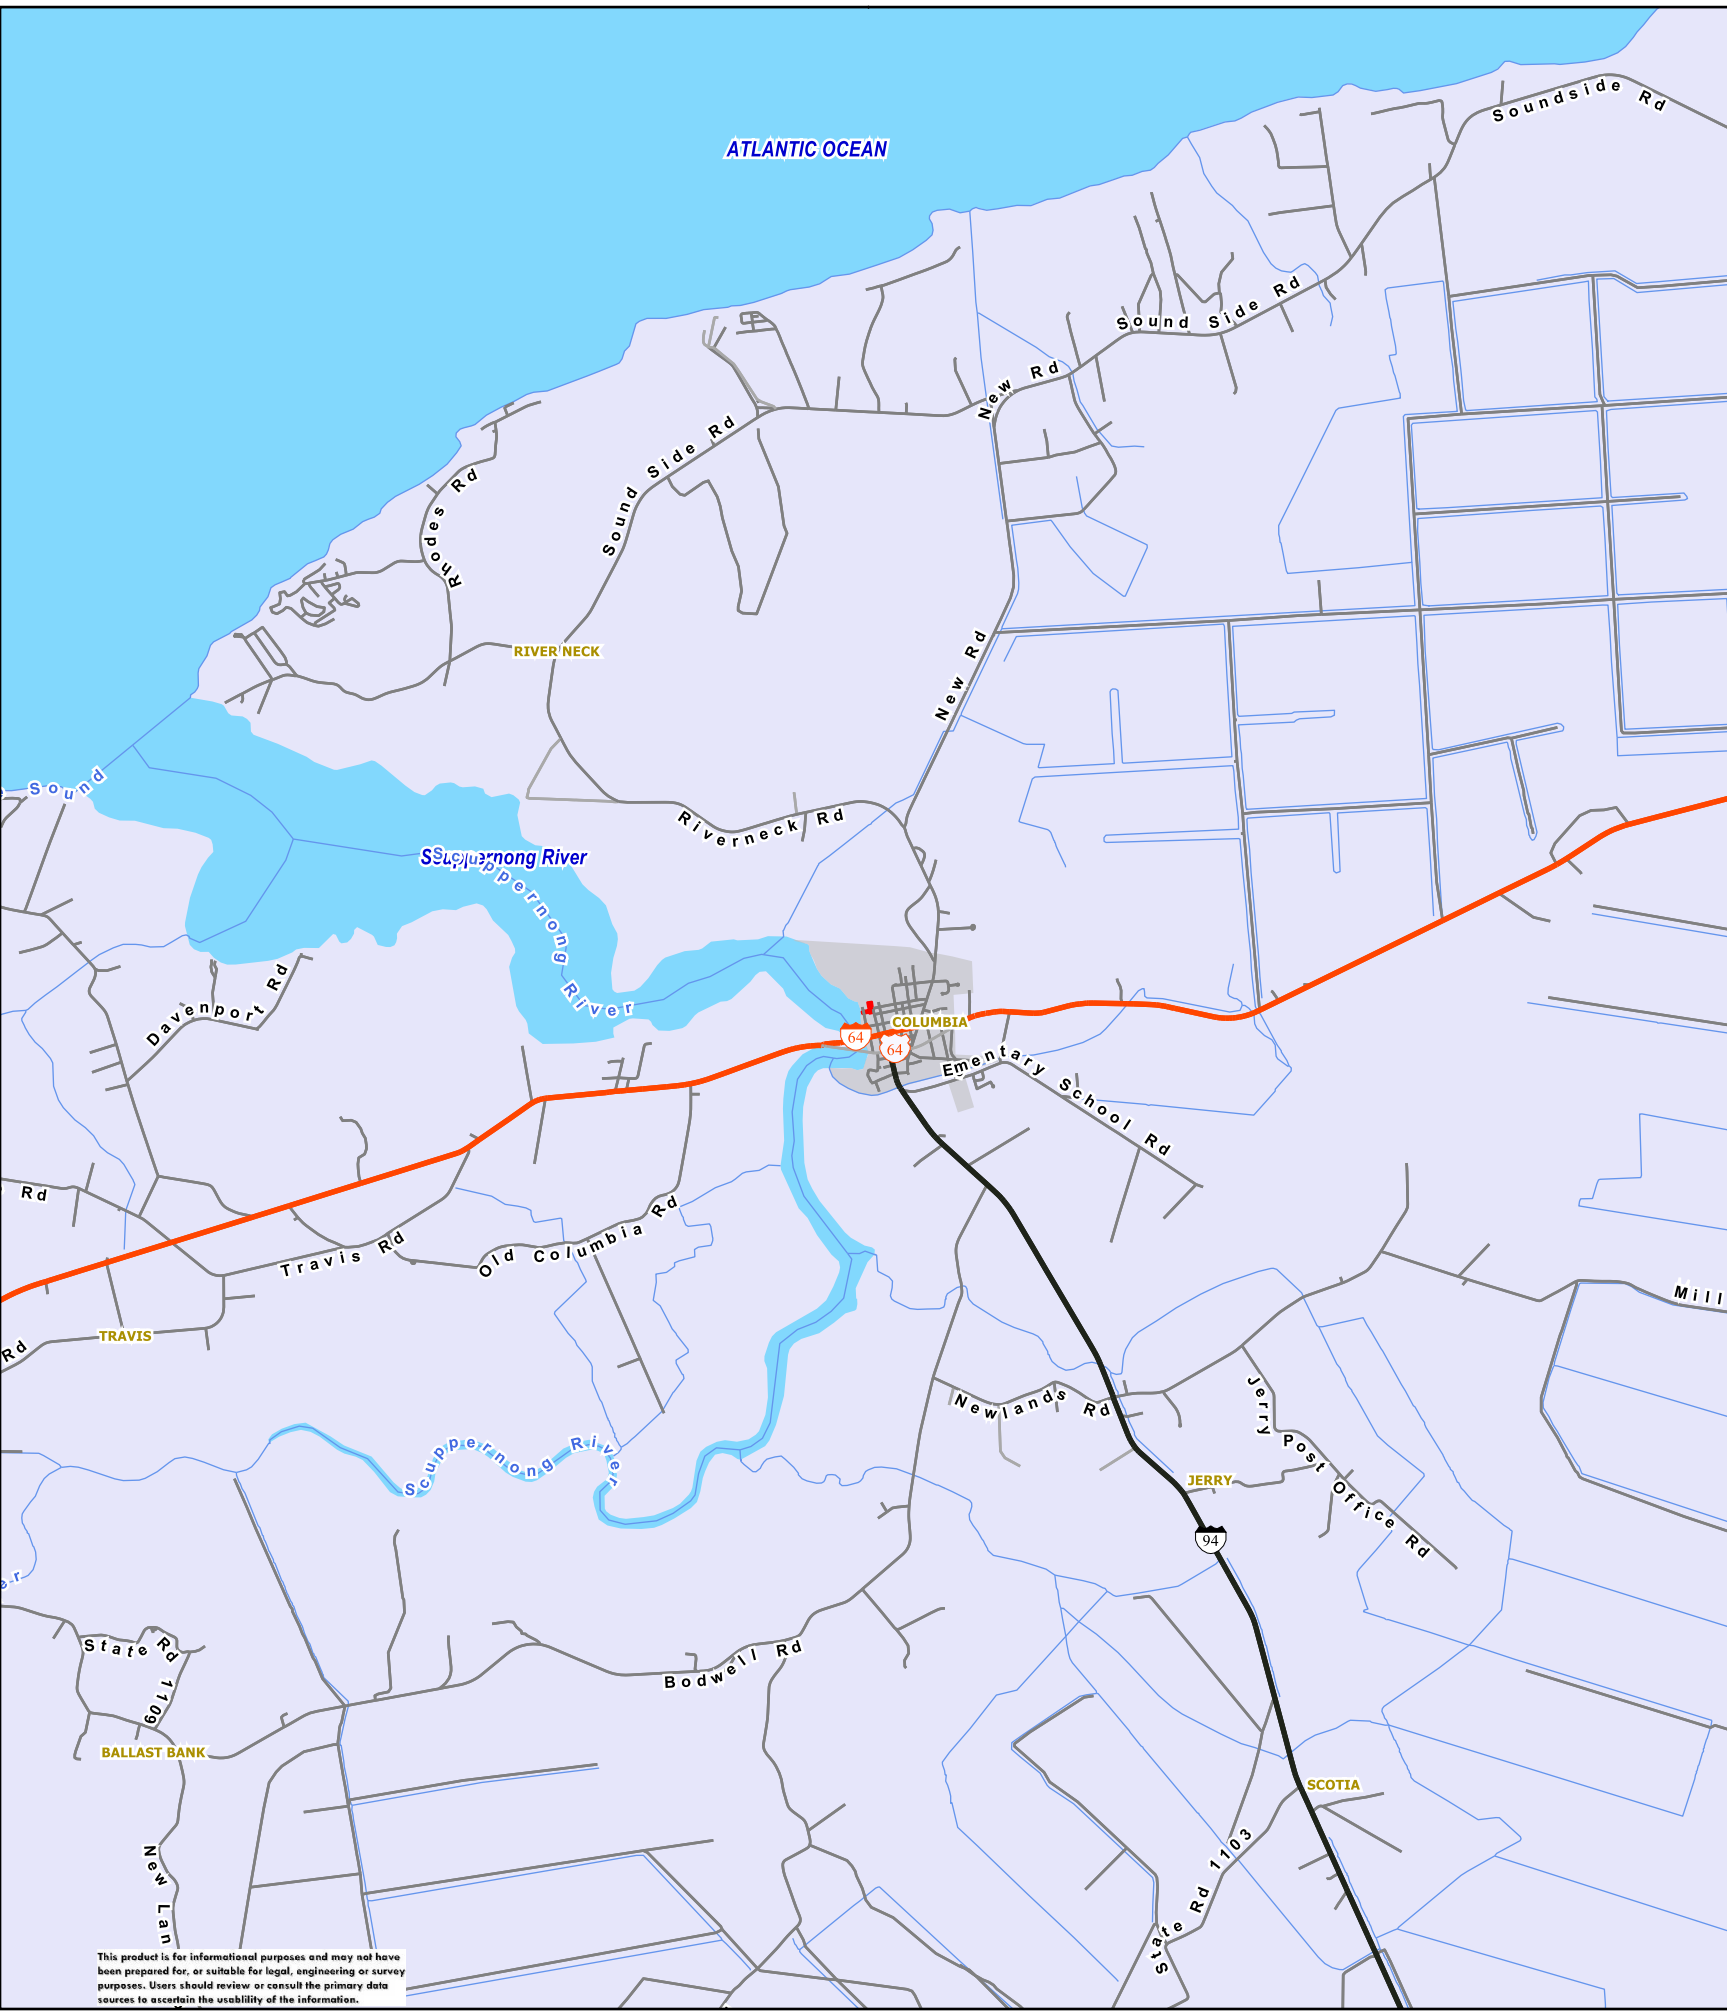 Soundside Rd
ATLANTIC OCEAN
Sound Side Rd
New Rd
Sound Side Rd
Rhodes Rd
RIVER NECK
New Rd
Sound
Riverneck Rd
Scuppernong River
Scuppernong River
Davenport Rd
COLUMBIA
64
64
Ementary School Rd
Rd
Travis Rd
Old Columbia Rd
Mill
TRAVIS
Rd
Newlands Rd
Jerry Post Office Rd
Scuppernong River
JERRY
94
er
State Rd 1109
Bodwell Rd
BALLAST BANK
SCOTIA
New Lan
State Rd 1103
This product is for informational purposes and may not have
been prepared for, or suitable for legal, engineering or survey
purposes. Users should review or consult the primary data
sources to ascertain the usablility of the information.